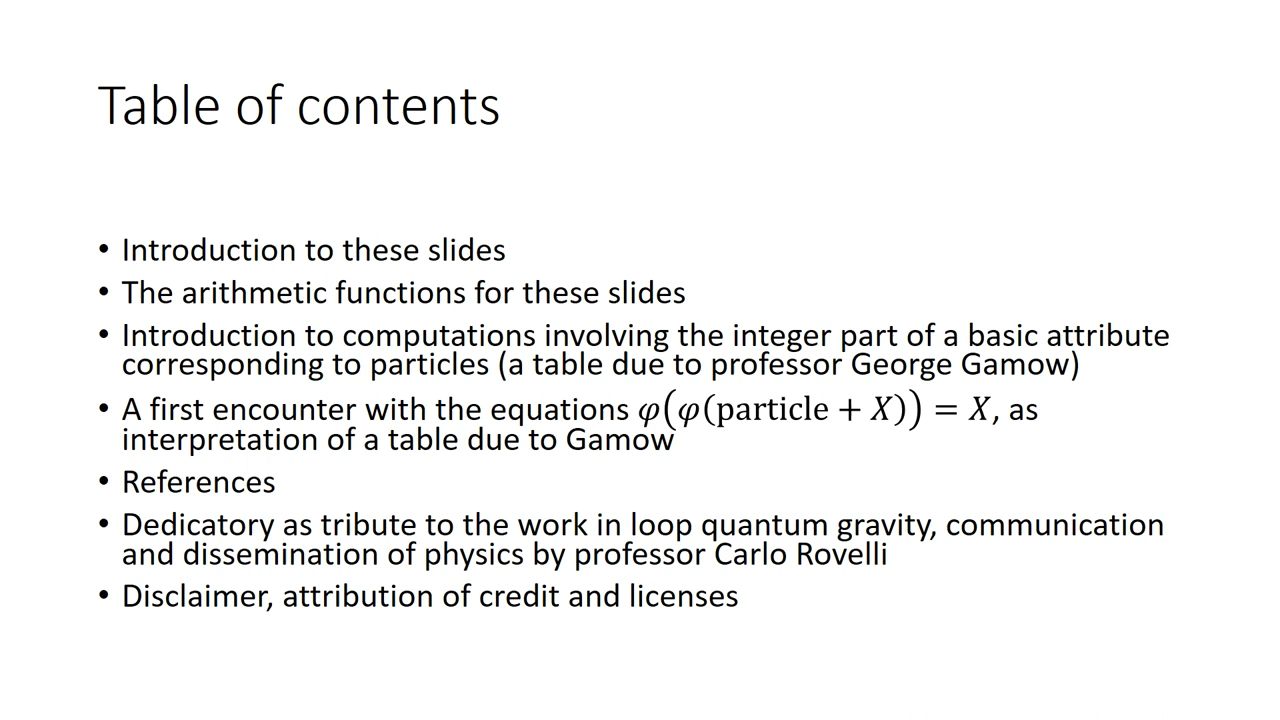 Table of contents
• Introduction to these slides
• The arithmetic functions for these slides
• Introduction to computations involving the integer part of a basic attribute
corresponding to particles (a table due to professor George Gamow)
• A first encounter with the equations 𝜑(𝜑(particle + 𝑋)) = 𝑋, as
interpretation of a table due to Gamow
• References
• Dedicatory as tribute to the work in loop quantum gravity, communication
and dissemination of physics by professor Carlo Rovelli
• Disclaimer, attribution of credit and licenses